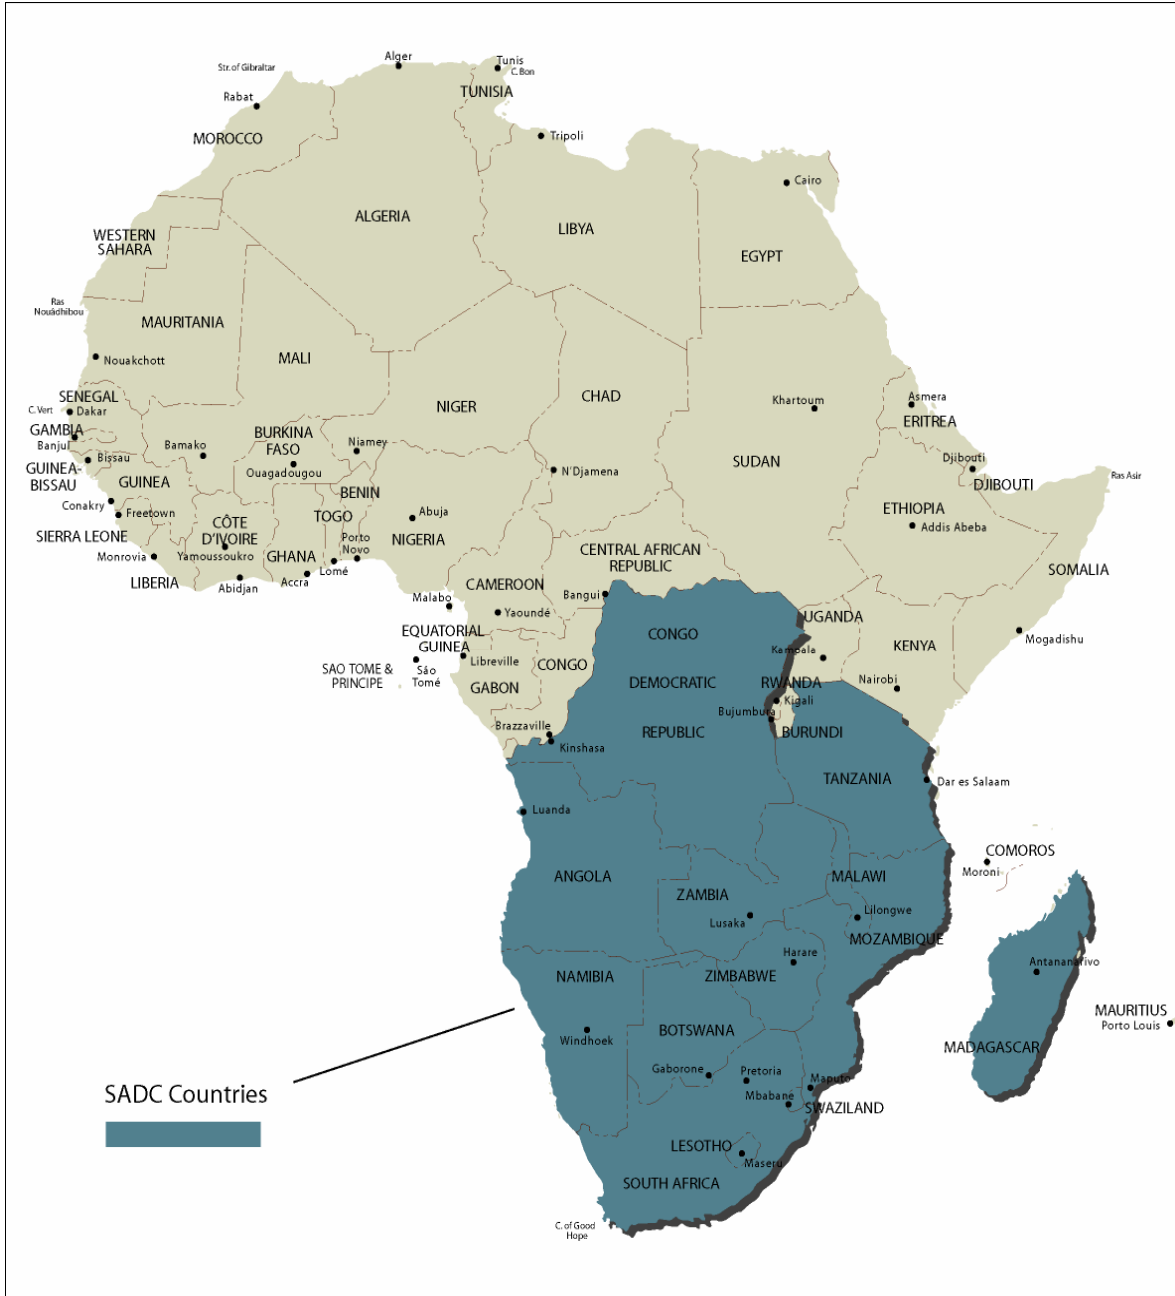 Str. of Gibraltar
Alger
Tunis
C. Bon
TUNISIA
Rabat
MOROCCO
Tripoli
Cairo
ALGERIA
LIBYA
EGYPT
WESTERN
SAHARA
Ras
Nouâdhibou
MAURITANIA
Nouakchott
MALI
NIGER
CHAD
Khartoum
Asmera
ERITREA
SENEGAL
C. Vert
Dakar
GAMBIA
Banjul
Bissau
GUINEA-
BISSAU
Bamako
BURKINA
FASO
Ouagadougou
Niamey
N'Djamena
SUDAN
Djibouti
DJIBOUTI
Ras Asir
GUINEA
Conakry
Freetown
SIERRA LEONE
Monrovia
LIBERIA
CÔTE
D'IVOIRE
Yamoussoukro
Abidjan
GHANA
Accra
TOGO
Lomé
BENIN
Porto
Novo
Abuja
NIGERIA
ETHIOPIA
Addis Abeba
SOMALIA
Mogadishu
CENTRAL AFRICAN
REPUBLIC
Bangui
CAMEROON
Yaoundé
Malabo
EQUATORIAL
GUINEA
SAO TOME &
PRINCIPE
Sáo
Tomé
Libreville
GABON
CONGO
Brazzaville
Kinshasa
CONGO
DEMOCRATIC
REPUBLIC
UGANDA
Kampala
KENYA
Nairobi
RWANDA
Kigali
Bujumbura
BURUNDI
TANZANIA
Dar es Salaam
Luanda
ANGOLA
ZAMBIA
Lusaka
MALAWI
Lilongwe
MOZAMBIQUE
COMOROS
Moroni
NAMIBIA
Windhoek
ZIMBABWE
Harare
BOTSWANA
Gaborone
Pretoria
Mbabane
Maputo
SWAZILAND
Antananarivo
MADAGASCAR
MAURITIUS
Porto Louis
LESOTHO
Maseru
SOUTH AFRICA
C. of Good
Hope
SADC Countries